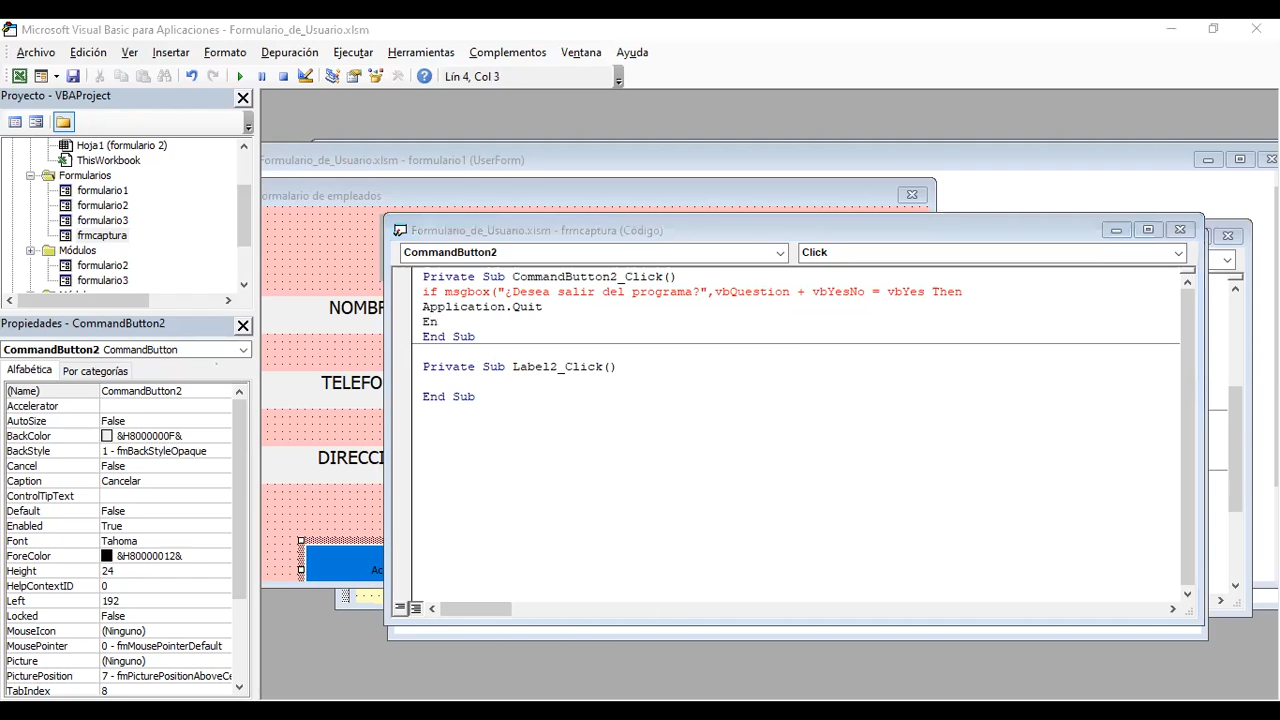 Microsoft Visual Basic para Aplicaciones - Formulario_de_Usuario.xlsm
Archivo Edición Ver Insertar Formato Depuración Ejecutar Herramientas Complementos Ventana Ayuda
Lín 4, Col 3
Proyecto - VBAProject
Hoja1 (formulario 2)
ThisWorkbook
Formularios
formulario1
formulario2
formulario3
frmcaptura
Módulos
formulario2
formulario3
Propiedades - CommandButton2
CommandButton2 CommandButton
Alfabética Por categorías
(Name) CommandButton2
Accelerator
AutoSize False
BackColor &H8000000F&
BackStyle 1 - fmBackStyleOpaque
Cancel False
Caption Cancelar
ControlTipText
Default False
Enabled True
Font Tahoma
ForeColor &H80000012&
Height 24
HelpContextID 0
Left 192
Locked False
MouseIcon (Ninguno)
MousePointer 0 - fmMousePointerDefault
Picture (Ninguno)
PicturePosition 7 - fmPicturePositionAboveCe
TabIndex 8
Formulario_de_Usuario.xlsm - formulario1 (UserForm)
ormalario de empleados
NOMBR
TELEFO
DIRECCI
Ac
Formulario_de_Usuario.xlsm - frmcaptura (Código)
CommandButton2 Click
Private Sub CommandButton2_Click()
if msgbox("¿Desea salir del programa?",vbQuestion + vbYesNo = vbYes Then
Application.Quit
En
End Sub
Private Sub Label2_Click()
End Sub